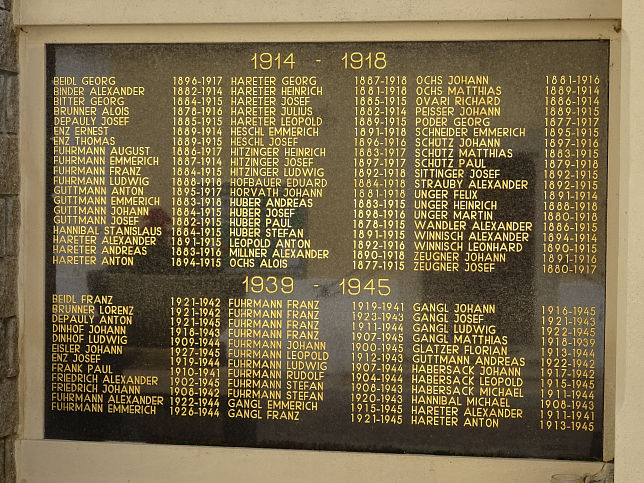 1914 - 1918
BEIDL GEORG 1896-1917
BINDER ALEXANDER 1882-1914
BITTER GEORG 1884-1915
BRUNNER ALOIS 1878-1916
DEPAULY JOSEF 1885-1915
ENZ ERNEST 1889-1914
ENZ THOMAS 1889-1915
FUHRMANN AUGUST 1886-1917
FUHRMANN EMMERICH 1887-1914
FUHRMANN FRANZ 1884-1915
FUHRMANN LUDWIG 1868-1918
GUTTMANN ANTON 1895-1917
GUTTMANN EMMERICH 1883-1918
GUTTMANN JOHANN 1884-1915
GUTTMANN JOSEF 1882-1915
HANNIBAL STANISLAUS 1884-1915
HARETER ALEXANDER 1891-1915
HARETER ANDREAS 1883-1916
HARETER ANTON 1894-1915
HARETER GEORG 1887-1918
HARETER HEINRICH 1881-1918
HARETER JOSEF 1885-1915
HARETER JULIUS 1882-1914
HARETER LEOPOLD 1889-1915
HESCHL EMMERICH 1891-1918
HESCHL JOSEF 1896-1916
HITZINGER HEINRICH 1883-1917
HITZINGER JOSEF 1897-1917
HITZINGER LUDWIG 1892-1918
HOFBAUER EDUARD 1884-1918
HORVATH JOHANN 1881-1918
HUBER ANDREAS 1883-1915
HUBER JOSEF 1898-1916
HUBER PAUL 1878-1918
HUBER STEFAN 1891-1915
LEOPOLD ANTON 1892-1916
MILLNER ALEXANDER 1890-1918
OCHS ALOIS 1877-1915
OCHS JOHANN 1881-1916
OCHS MATTHIAS 1889-1914
OVARI RICHARD 1886-1914
PEISSER JOHANN 1889-1915
PODER GEORG 1877-1917
SCHNEIDER EMMERICH 1895-1915
SCHÜTZ JOHANN 1897-1916
SCHÜTZ MATTHIAS 1883-1915
SCHÜTZ PAUL 1879-1918
SITTINGER JOSEF 1892-1915
STRAUBY ALEXANDER 1892-1915
UNGER FELIX 1891-1914
UNGER HEINRICH 1888-1918
UNGER MARTIN 1880-1918
WANDLER ALEXANDER 1886-1915
WINNISCH ALEXANDER 1894-1914
WINNISCH LEONHARD 1890-1915
ZEUGNER JOHANN 1891-1916
ZEUGNER JOSEF 1880-1917
1939 - 1945
BEIDL FRANZ 1921-1942
BRUNNER LORENZ 1921-1942
DEPAULY ANTON 1921-1945
DINHOF JOHANN 1918-1943
DINHOF LUDWIG 1909-1944
EISLER JOHANN 1927-1945
ENZ JOSEF 1919-1944
FRANK PAUL 1910-1941
FRIEDRICH ALEXANDER 1902-1945
FRIEDRICH JOHANN 1908-1942
FUHRMANN ALEXANDER 1922-1944
FUHRMANN EMMERICH 1926-1944
FUHRMANN FRANZ 1919-1941
FUHRMANN FRANZ 1923-1943
FUHRMANN FRANZ 1911-1944
FUHRMANN FRANZ 1907-1945
FUHRMANN JOHANN 1900-1945
FUHRMANN LEOPOLD 1912-1943
FUHRMANN LUDWIG 1907-1944
FUHRMANN RUDOLF 1904-1944
FUHRMANN STEFAN 1908-1943
FUHRMANN STEFAN 1920-1943
GANGL EMMERICH 1915-1945
GANGL FRANZ 1921-1945
GANGL JOHANN 1916-1945
GANGL JOSEF 1921-1943
GANGL LUDWIG 1922-1945
GANGL MATTHIAS 1918-1939
GLATZER FLORIAN 1913-1944
GUTTMANN ANDREAS 1922-1942
HABERSACK JOHANN 1917-1942
HABERSACK LEOPOLD 1915-1945
HABERSACK MICHAEL 1911-1944
HANNIBAL MICHAEL 1908-1943
HARETER ALEXANDER 1911-1941
HARETER ANTON 1913-1945